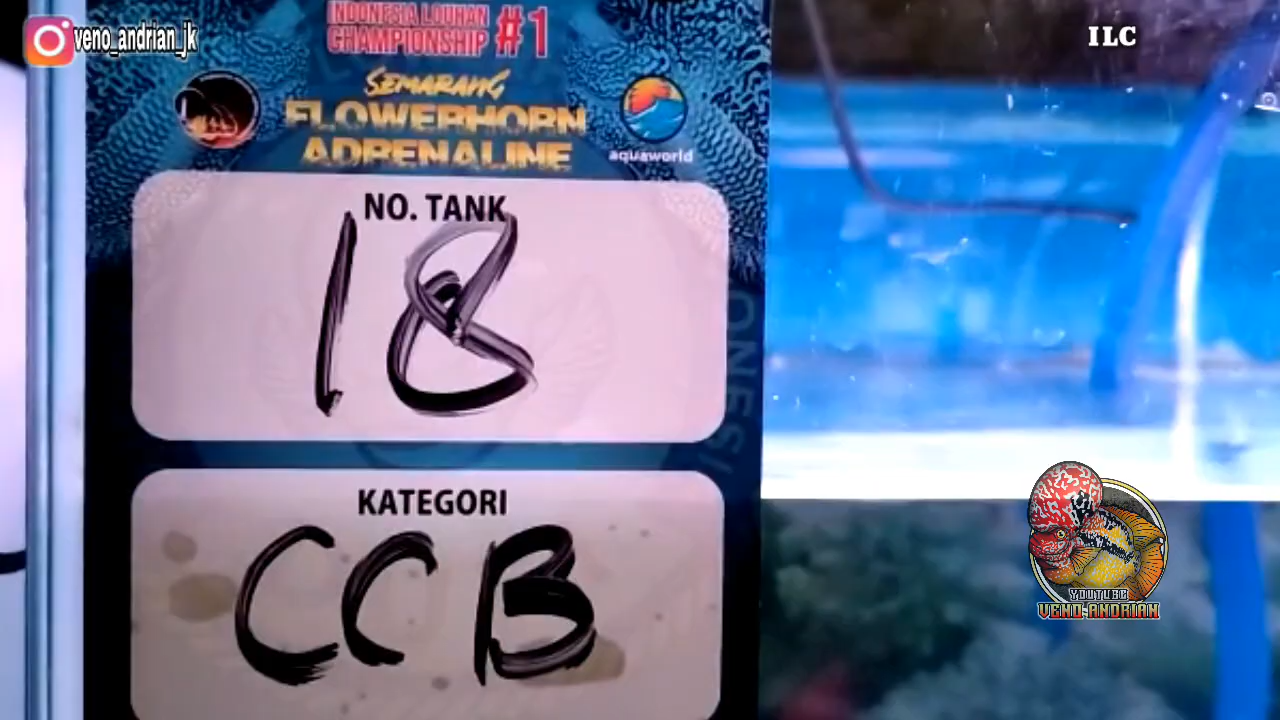 veno_andrian_jk
INDONESIA LOUHAN
CHAMPIONSHIP #1
SEMARANG
FLOWERHORN
ADRENALINE
aquaworld
ILC
NO. TANK
18
KATEGORI
CCB
YOUTUBE
VENO ANDRIAN